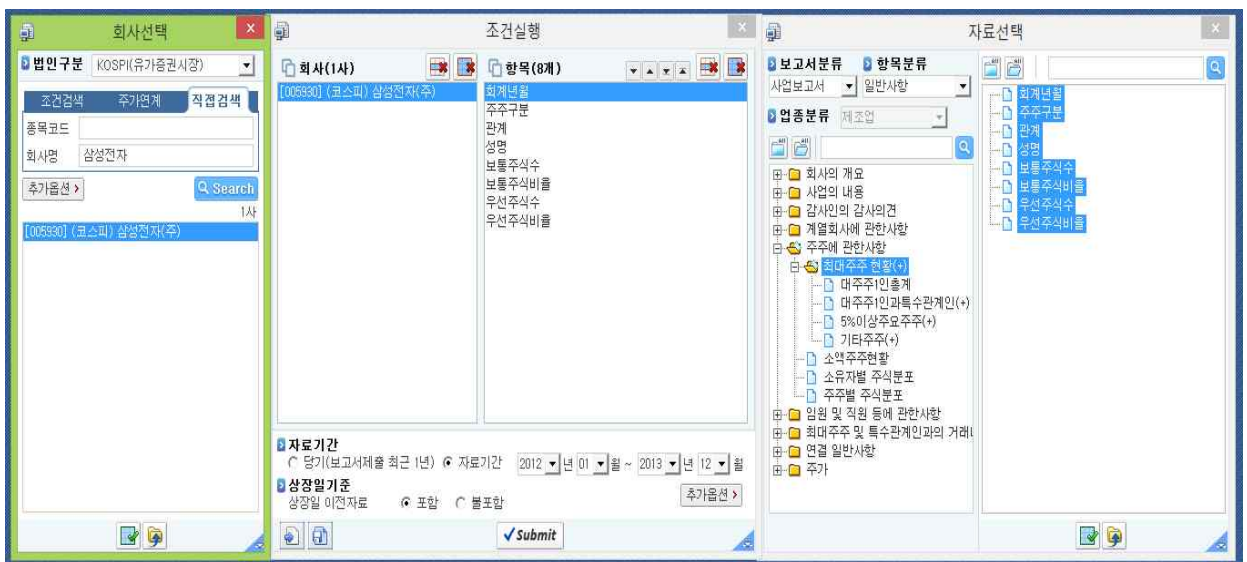 회사선택
법인구분 KOSPI(유가증권시장)
조건검색 주가연계 직접검색
종목코드
회사명 삼성전자
추가옵션
Search
1사
[005930] (코스피) 삼성전자(주)
조건실행
회사(1사)
[005930] (코스피) 삼성전자(주)
항목(8개)
회계년월
주주구분
관계
성명
보통주식수
보통주식비율
우선주식수
우선주식비율
자료기간
당기(보고서제출 최근 1년) 자료기간 2012 년 01 월 ~ 2013 년 12 월
상장일기준
상장일 이전자료 포함 불포함
추가옵션
Submit
자료선택
보고서분류 항목분류
사업보고서 일반사항
업종분류 제조업
회사의 개요
사업의 내용
감사인의 감사의견
계열회사에 관한사항
주주에 관한사항
최대주주 현황(+)
대주주1인총계
대주주1인과특수관계인(+)
5%이상주요주주(+)
기타주주(+)
소액주주현황
소유자별 주식분포
주주별 주식분포
임원 및 직원 등에 관한사항
최대주주 및 특수관계인과의 거래
연결 일반사항
주가
회계년월
주주구분
관계
성명
보통주식수
보통주식비율
우선주식수
우선주식비율